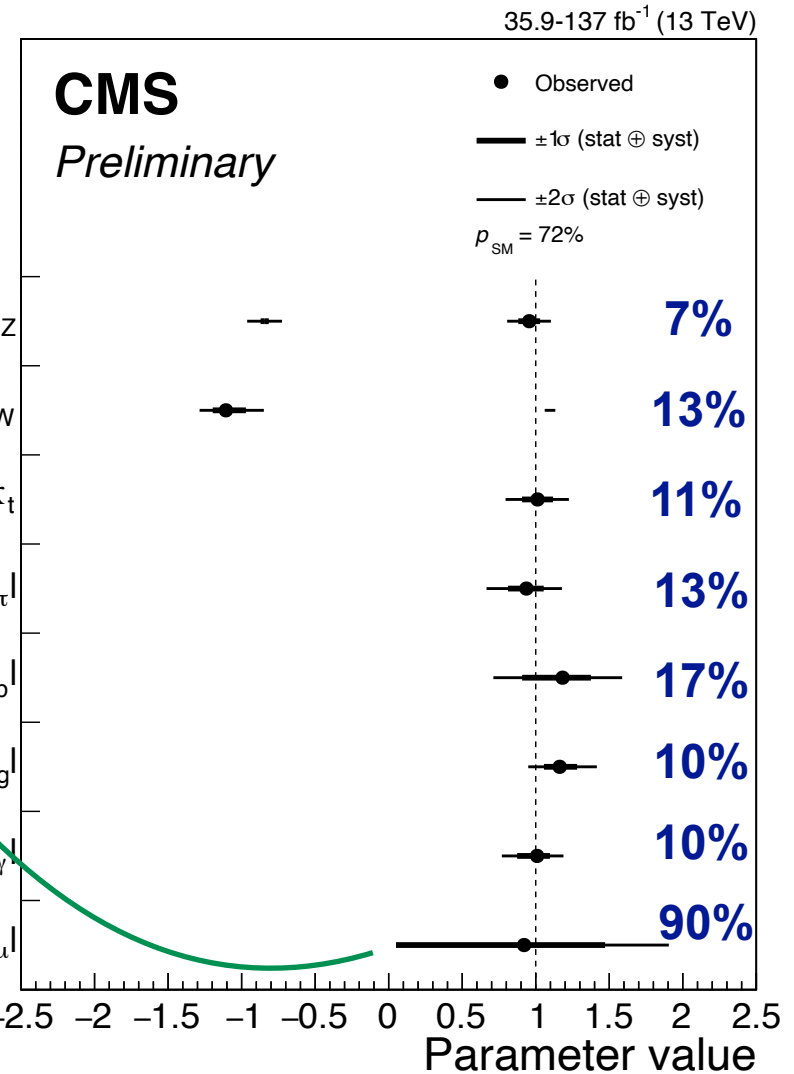 35.9-137 fb⁻¹ (13 TeV)
CMS
Preliminary
Observed
±1σ (stat ⊕ syst)
±2σ (stat ⊕ syst)
p_SM = 72%
Z 7%
W 13%
κt 11%
τ| 13%
b| 17%
g| 10%
γ| 10%
μ| 90%
−2.5 −2 −1.5 −1 −0.5 0 0.5 1 1.5 2 2.5
Parameter value